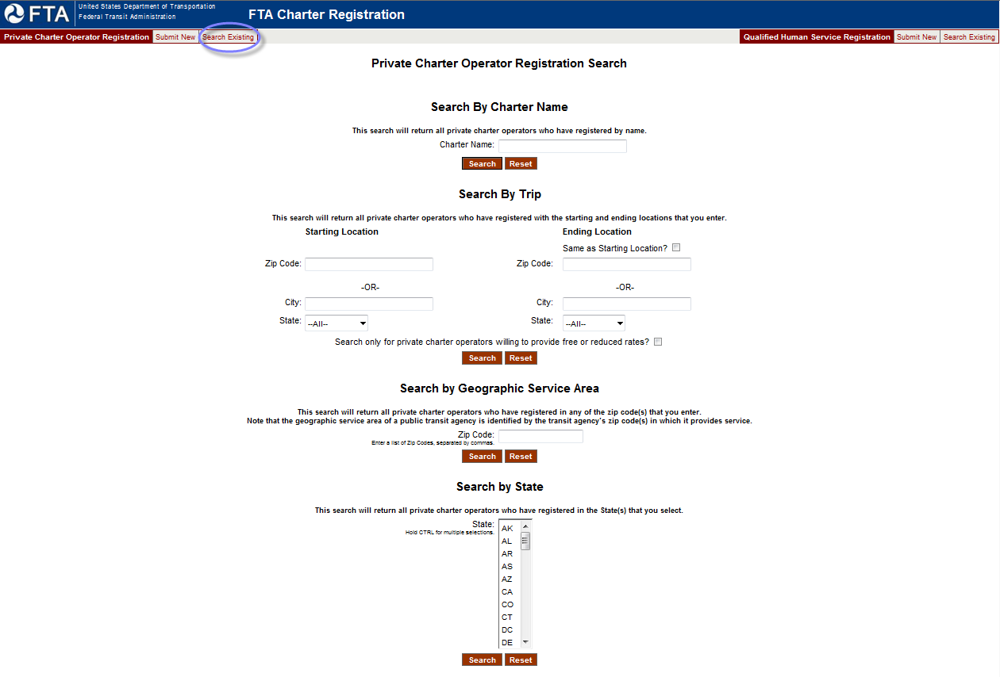 FTA
United States Department of Transportation
Federal Transit Administration
FTA Charter Registration
Private Charter Operator Registration Submit New Search Existing
Qualified Human Service Registration Submit New Search Existing
Private Charter Operator Registration Search
Search By Charter Name
This search will return all private charter operators who have registered by name.
Charter Name:
Search Reset
Search By Trip
This search will return all private charter operators who have registered with the starting and ending locations that you enter.
Starting Location Ending Location
Same as Starting Location?
Zip Code: Zip Code:
-OR- -OR-
City: City:
State: --All-- State: --All--
Search only for private charter operators willing to provide free or reduced rates?
Search Reset
Search by Geographic Service Area
This search will return all private charter operators who have registered in any of the zip code(s) that you enter.
Note that the geographic service area of a public transit agency is identified by the transit agency's zip code(s) in which it provides service.
Zip Code:
Enter a list of Zip Codes, separated by commas.
Search Reset
Search by State
This search will return all private charter operators who have registered in the State(s) that you select.
State:
Hold CTRL for multiple selections.
AK
AL
AR
AS
AZ
CA
CO
CT
DC
DE
Search Reset